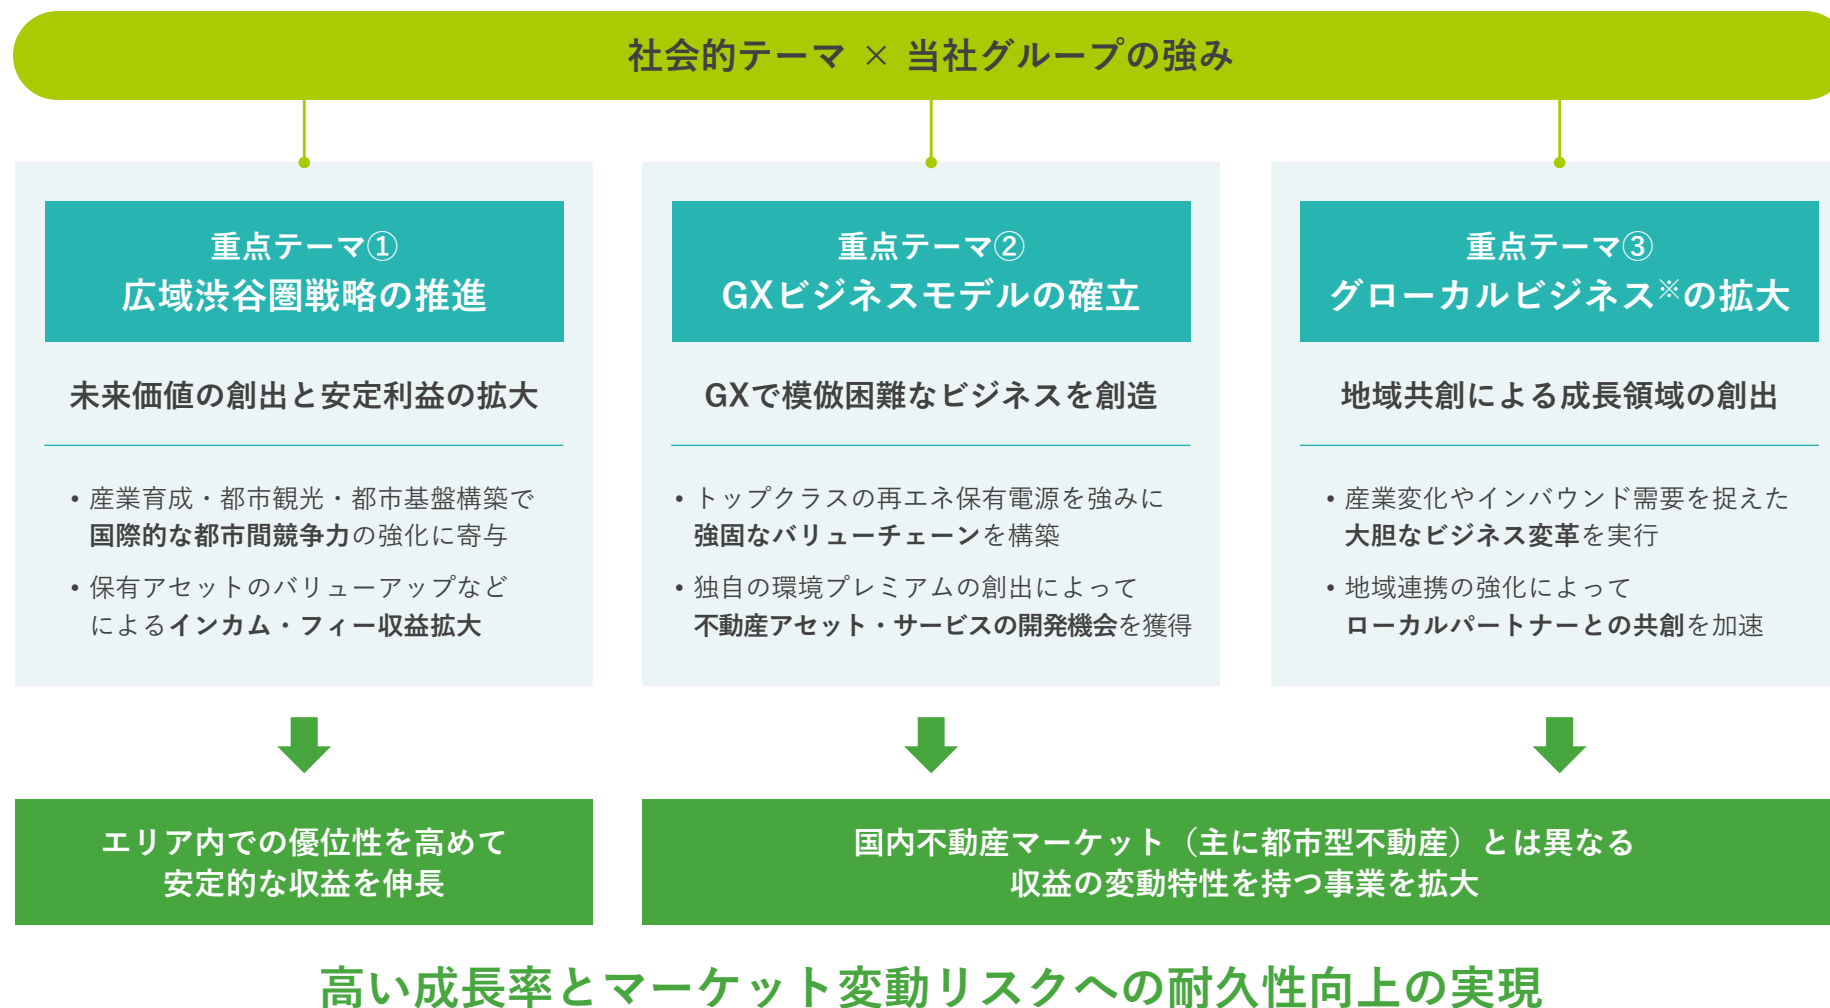 社会的テーマ × 当社グループの強み
重点テーマ①
広域渋谷圏戦略の推進
未来価値の創出と安定利益の拡大
• 産業育成・都市観光・都市基盤構築で
国際的な都市間競争力の強化に寄与
• 保有アセットのバリューアップなど
によるインカム・フィー収益拡大
重点テーマ②
GXビジネスモデルの確立
GXで模倣困難なビジネスを創造
• トップクラスの再エネ保有電源を強みに
強固なバリューチェーンを構築
• 独自の環境プレミアムの創出によって
不動産アセット・サービスの開発機会を獲得
重点テーマ③
グローカルビジネス※の拡大
地域共創による成長領域の創出
• 産業変化やインバウンド需要を捉えた
大胆なビジネス変革を実行
• 地域連携の強化によって
ローカルパートナーとの共創を加速
エリア内での優位性を高めて
安定的な収益を伸長
国内不動産マーケット（主に都市型不動産）とは異なる
収益の変動特性を持つ事業を拡大
高い成長率とマーケット変動リスクへの耐久性向上の実現